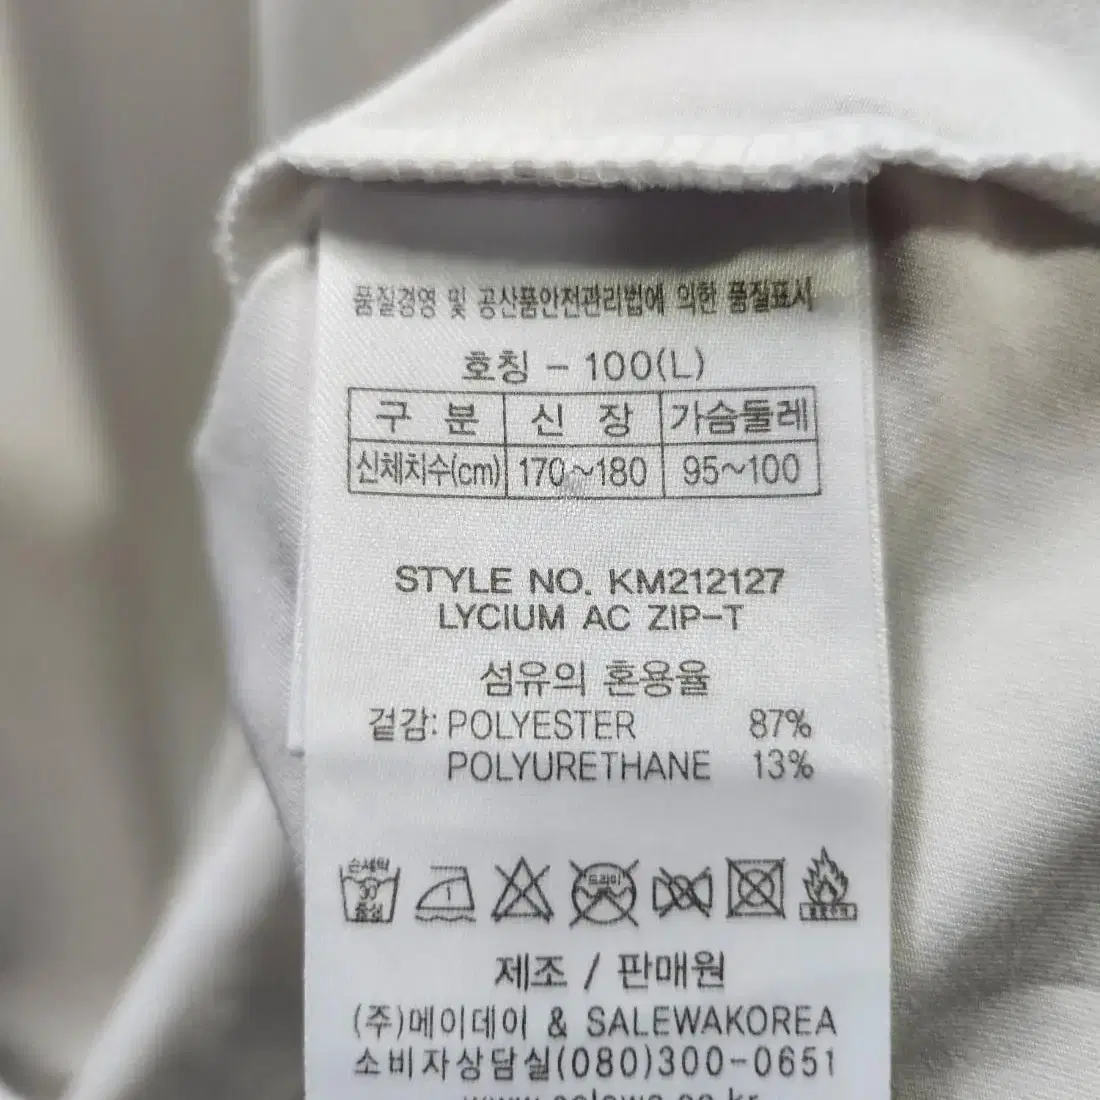 품질경영 및 공산품안전관리법에 의한 품질표시
호칭 - 100(L)
구 분 신 장 가슴둘레
신체치수(cm) 170~180 95~100
STYLE NO. KM212127
LYCIUM AC ZIP-T
섬유의 혼용율
겉감: POLYESTER 87%
POLYURETHANE 13%
손세탁
30
중성
드라이
제조 / 판매원
(주)메이데이 & SALEWAKOREA
소비자상담실(080)300-0651